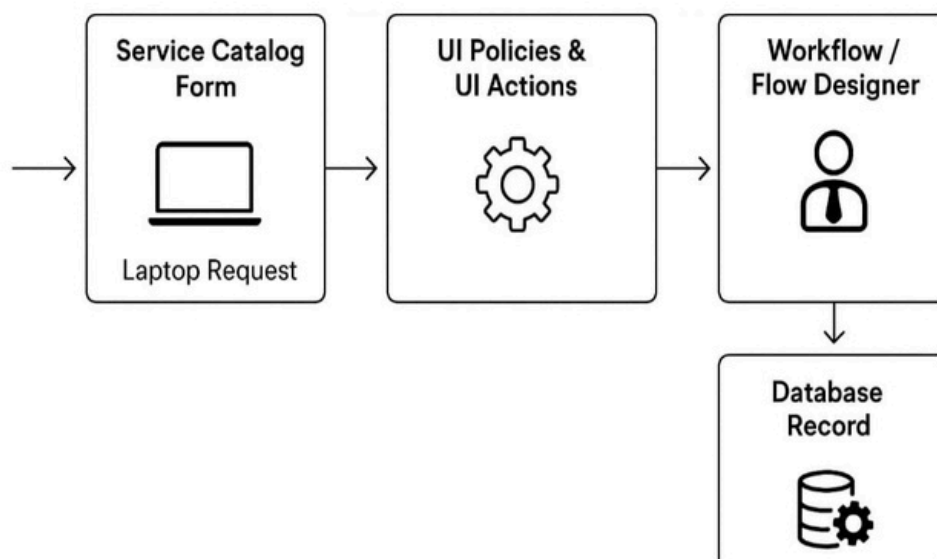 Service Catalog
Form
Laptop Request
UI Policies &
UI Actions
Workflow /
Flow Designer
Database
Record